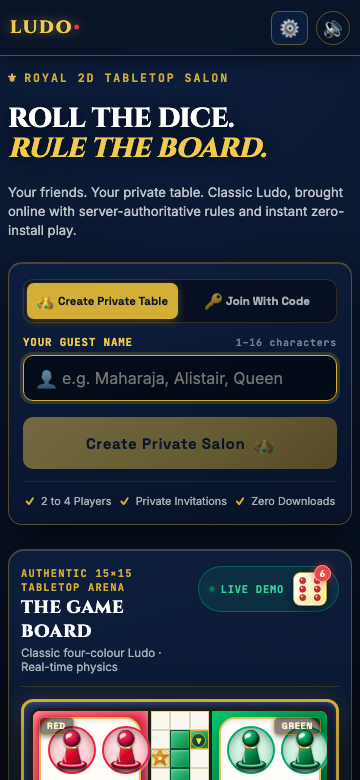 LUDO
ROYAL 2D TABLETOP SALON
ROLL THE DICE.
RULE THE BOARD.
Your friends. Your private table. Classic Ludo, brought
online with server-authoritative rules and instant zero-
install play.
Create Private Table
Join With Code
YOUR GUEST NAME
1–16 characters
e.g. Maharaja, Alistair, Queen
Create Private Salon
2 to 4 Players
Private Invitations
Zero Downloads
AUTHENTIC 15×15
TABLETOP ARENA
THE GAME
BOARD
Classic four-colour Ludo ·
Real-time physics
LIVE DEMO
6
RED
GREEN